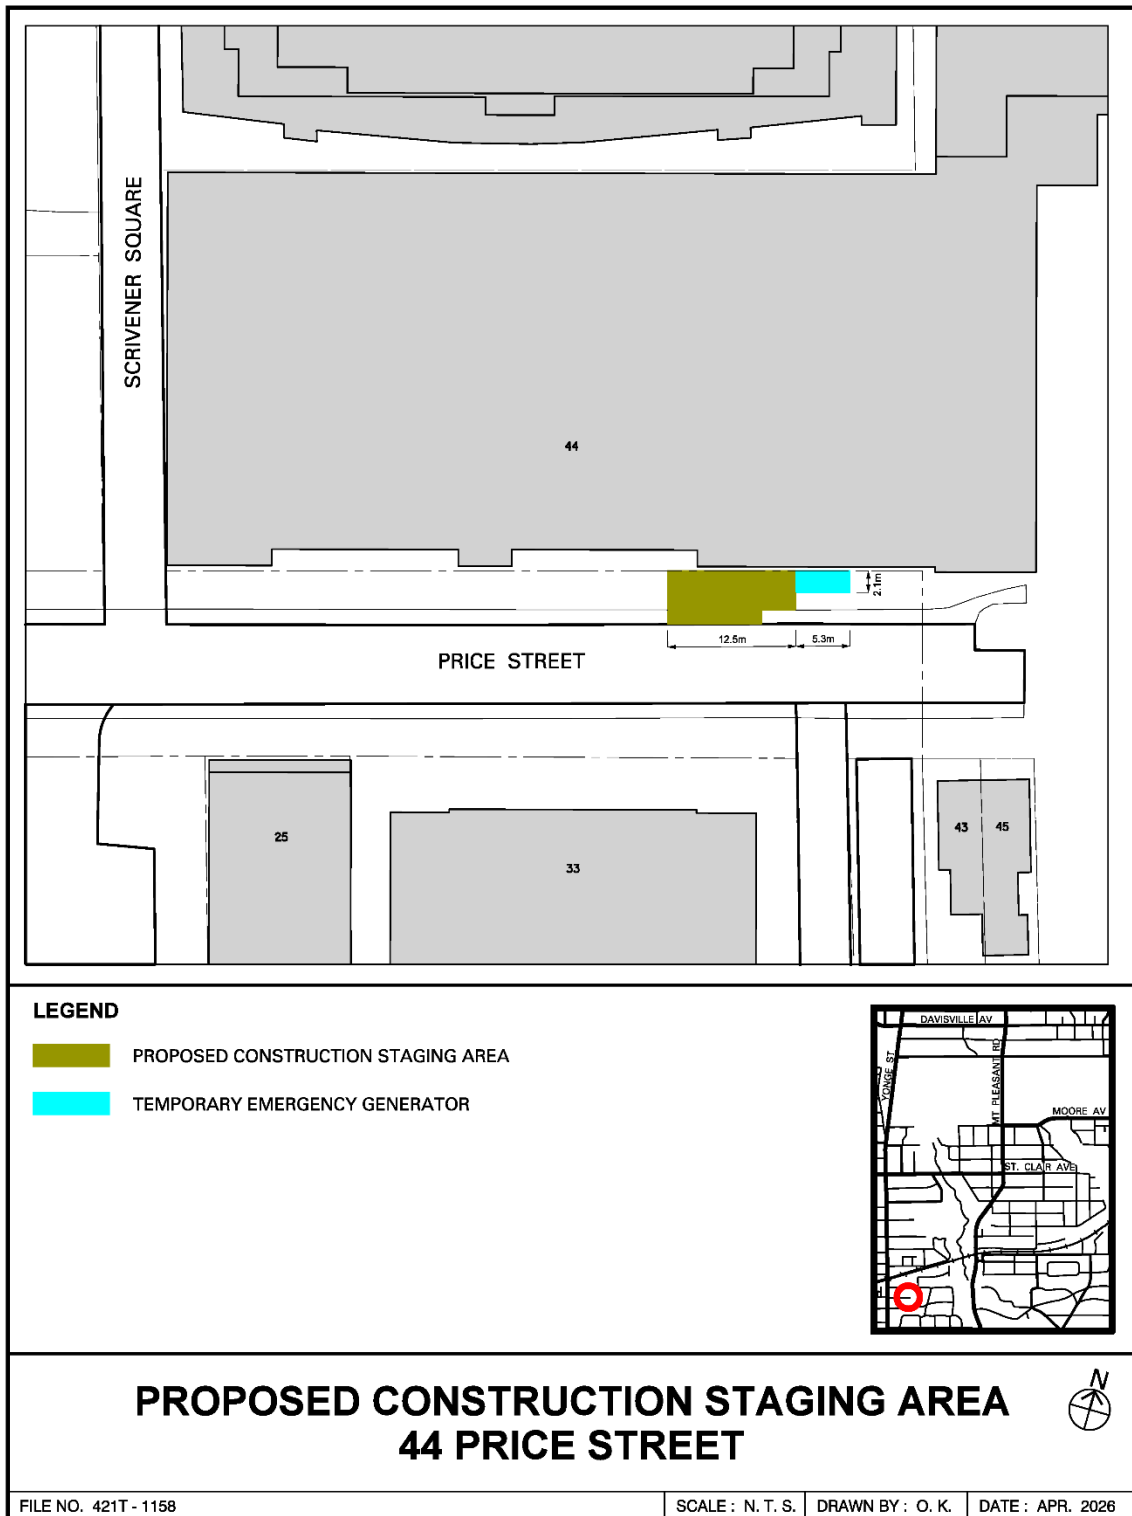 SCRIVENER SQUARE
44
2.1m
12.5m
5.3m
PRICE STREET
25
33
43
45
LEGEND
PROPOSED CONSTRUCTION STAGING AREA
TEMPORARY EMERGENCY GENERATOR
DAVISVILLE AV
YONGE ST
MT PLEASANT RD
MOORE AV
ST. CLAIR AVE
PROPOSED CONSTRUCTION STAGING AREA
44 PRICE STREET
N
FILE NO. 421T - 1158
SCALE : N. T. S.
DRAWN BY : O. K.
DATE : APR. 2026